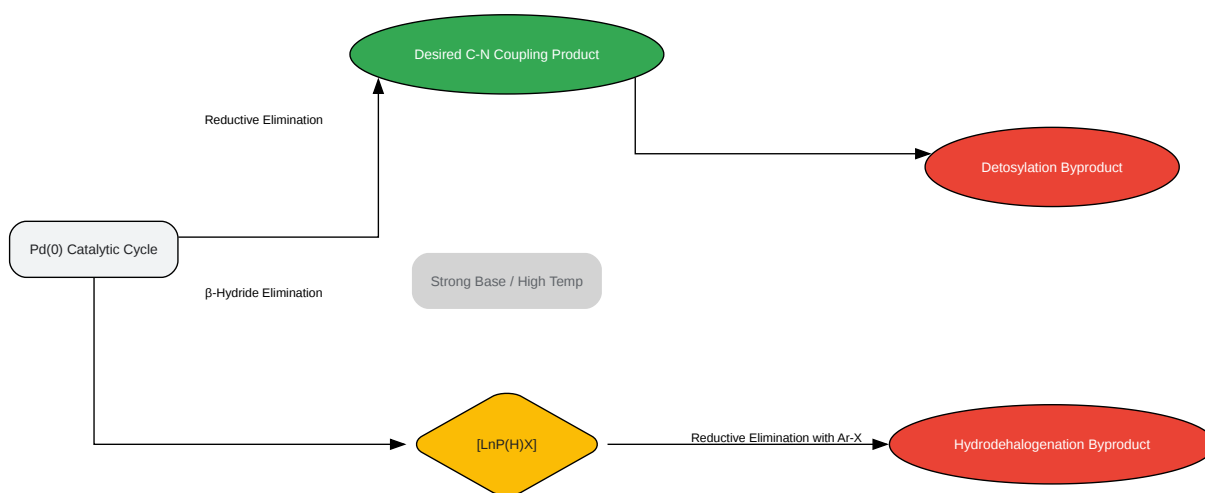 Desired C-N Coupling Product
Reductive Elimination
Detosylation Byproduct
Pd(0) Catalytic Cycle
Strong Base / High Temp
β-Hydride Elimination
[LnP(H)X]
Reductive Elimination with Ar-X
Hydrodehalogenation Byproduct